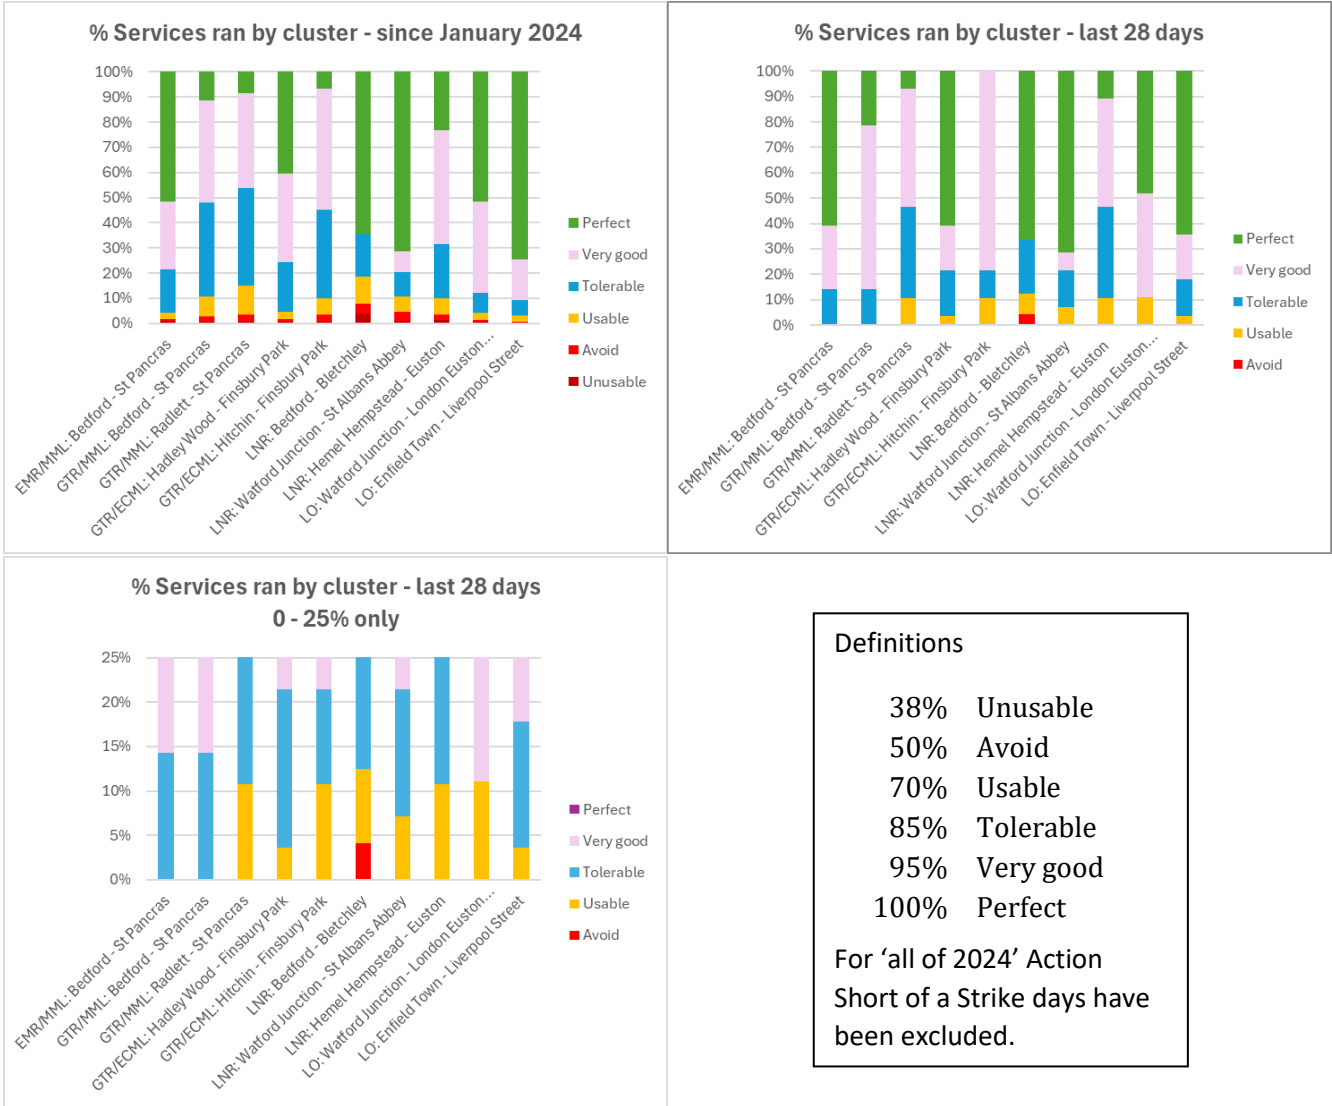 % Services ran by cluster - since January 2024
100%
90%
80%
70%
60%
50%
40%
30%
20%
10%
0%
EMR/MML: Bedford - St Pancras
GTR/MML: Bedford - St Pancras
GTR/MML: Radlett - St Pancras
GTR/ECML: Hadley Wood - Finsbury Park
GTR/ECML: Hitchin - Finsbury Park
LNR: Bedford - Bletchley
LNR: Watford Junction - St Albans Abbey
LNR: Hemel Hempstead - Euston
LO: Watford Junction - London Euston...
LO: Enfield Town - Liverpool Street
Perfect
Very good
Tolerable
Usable
Avoid
Unusable
% Services ran by cluster - last 28 days
100%
90%
80%
70%
60%
50%
40%
30%
20%
10%
0%
EMR/MML: Bedford - St Pancras
GTR/MML: Bedford - St Pancras
GTR/MML: Radlett - St Pancras
GTR/ECML: Hadley Wood - Finsbury Park
GTR/ECML: Hitchin - Finsbury Park
LNR: Bedford - Bletchley
LNR: Watford Junction - St Albans Abbey
LNR: Hemel Hempstead - Euston
LO: Watford Junction - London Euston...
LO: Enfield Town - Liverpool Street
Perfect
Very good
Tolerable
Usable
Avoid
% Services ran by cluster - last 28 days
0 - 25% only
25%
20%
15%
10%
5%
0%
EMR/MML: Bedford - St Pancras
GTR/MML: Bedford - St Pancras
GTR/MML: Radlett - St Pancras
GTR/ECML: Hadley Wood - Finsbury Park
GTR/ECML: Hitchin - Finsbury Park
LNR: Bedford - Bletchley
LNR: Watford Junction - St Albans Abbey
LNR: Hemel Hempstead - Euston
LO: Watford Junction - London Euston...
LO: Enfield Town - Liverpool Street
Perfect
Very good
Tolerable
Usable
Avoid
Definitions
38% Unusable
50% Avoid
70% Usable
85% Tolerable
95% Very good
100% Perfect
For ‘all of 2024’ Action
Short of a Strike days have
been excluded.